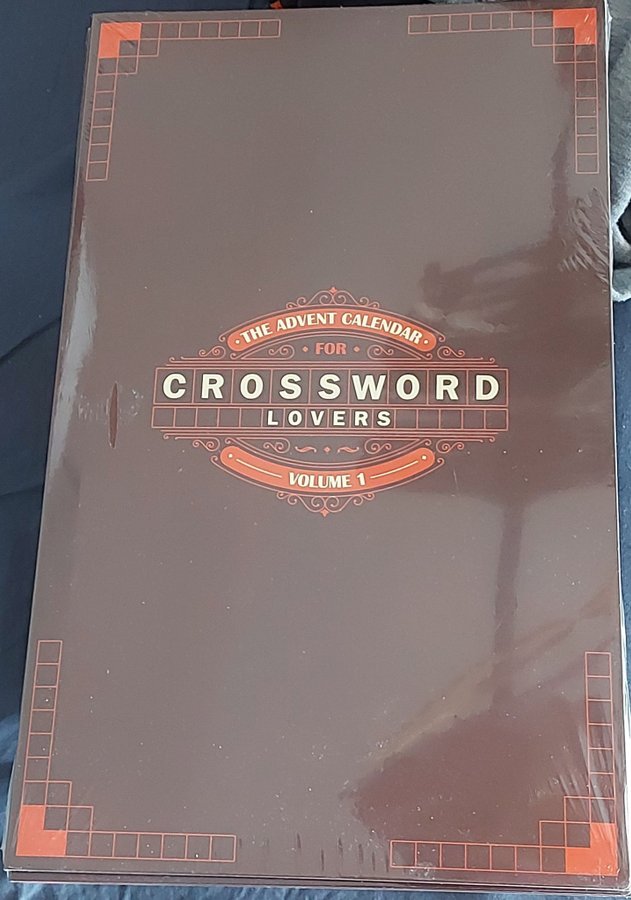 THE ADVENT CALENDAR
FOR
CROSSWORD
LOVERS
VOLUME 1